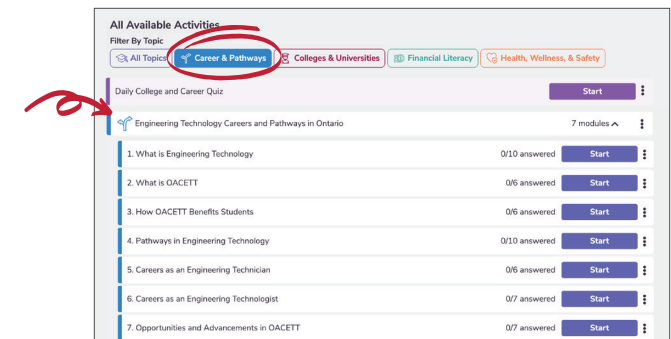 All Available Activities
Filter By Topic
All Topics Career & Pathways Colleges & Universities Financial Literacy Health, Wellness, & Safety
Daily College and Career Quiz Start
Engineering Technology Careers and Pathways in Ontario 7 modules
1. What is Engineering Technology 0/10 answered Start
2. What is OACETT 0/6 answered Start
3. How OACETT Benefits Students 0/6 answered Start
4. Pathways in Engineering Technology 0/10 answered Start
5. Careers as an Engineering Technician 0/6 answered Start
6. Careers as an Engineering Technologist 0/7 answered Start
7. Opportunities and Advancements in OACETT 0/7 answered Start